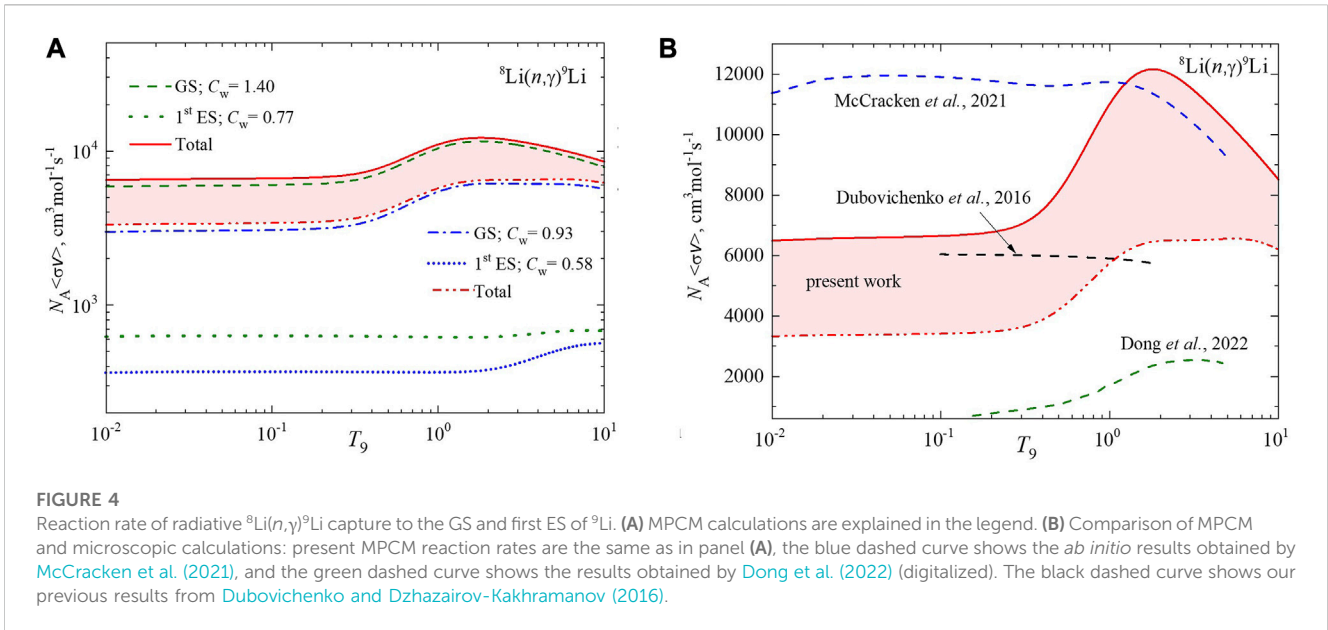 A
⁸Li(n,γ)⁹Li
GS; C_w = 1.40
1ˢᵗ ES; C_w = 0.77
Total
10⁴
10³
N_A <σv>, cm³mol⁻¹s⁻¹
GS; C_w = 0.93
1ˢᵗ ES; C_w = 0.58
Total
10⁻² 10⁻¹ 10⁰ 10¹
T₉
B
⁸Li(n,γ)⁹Li
12000
10000
8000
6000
4000
2000
N_A <σv>, cm³mol⁻¹s⁻¹
McCracken et al., 2021
Dubovichenko et al., 2016
present work
Dong et al., 2022
10⁻² 10⁻¹ 10⁰ 10¹
T₉
FIGURE 4
Reaction rate of radiative ⁸Li(n,γ)⁹Li capture to the GS and first ES of ⁹Li. (A) MPCM calculations are explained in the legend. (B) Comparison of MPCM
and microscopic calculations: present MPCM reaction rates are the same as in panel (A), the blue dashed curve shows the ab initio results obtained by
McCracken et al. (2021), and the green dashed curve shows the results obtained by Dong et al. (2022) (digitalized). The black dashed curve shows our
previous results from Dubovichenko and Dzhazairov-Kakhramanov (2016).